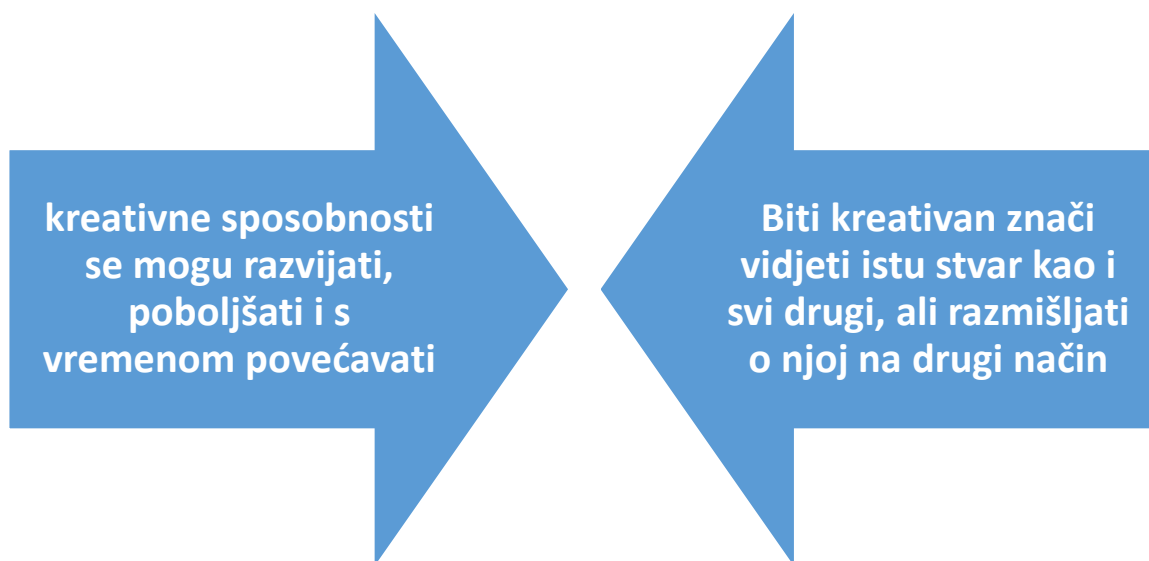 kreativne sposobnosti
se mogu razvijati,
poboljšati i s
vremenom povećavati
Biti kreativan znači
vidjeti istu stvar kao i
svi drugi, ali razmišljati
o njoj na drugi način